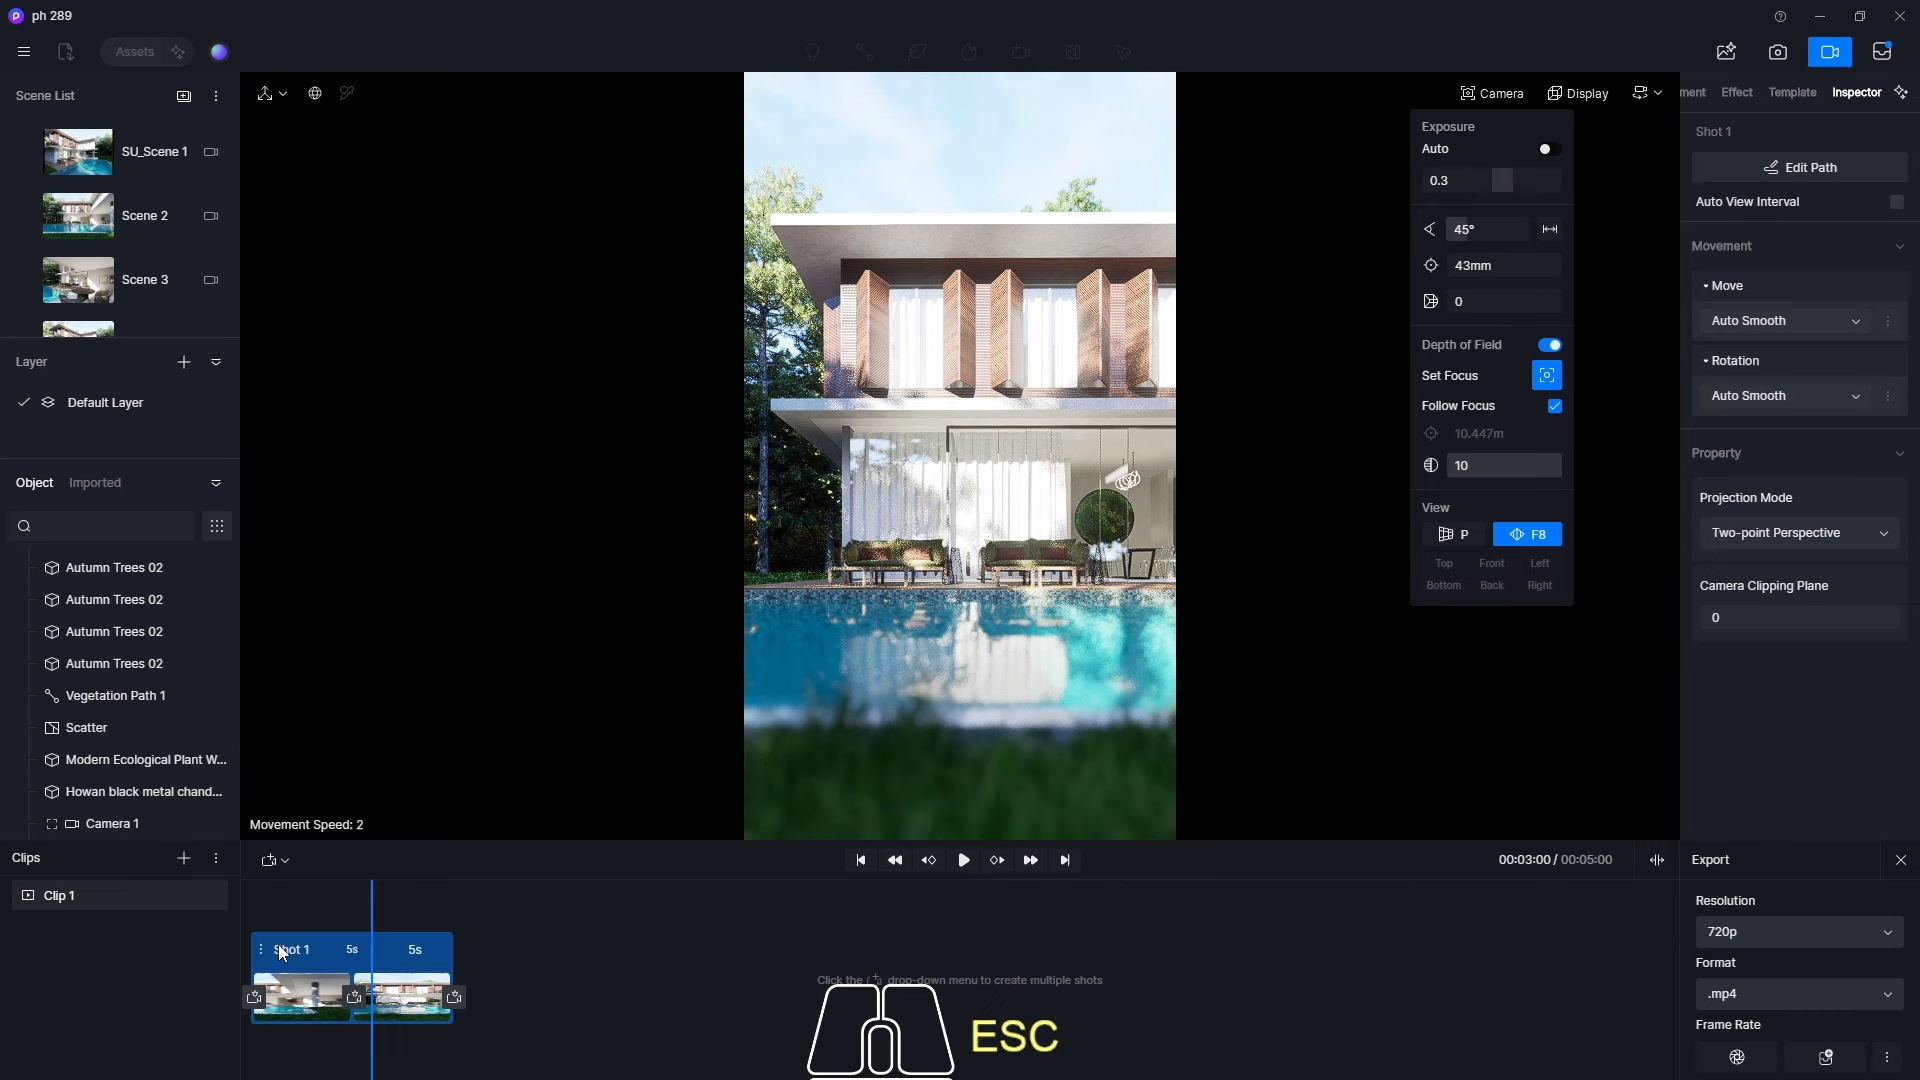 ph 289
Assets
Scene List
SU_Scene 1
Scene 2
Scene 3
Layer
Default Layer
Object
Imported
Autumn Trees 02
Autumn Trees 02
Autumn Trees 02
Autumn Trees 02
Vegetation Path 1
Scatter
Modern Ecological Plant W...
Howan black metal chand...
Camera 1
Camera
Display
Exposure
Auto
0.3
45°
43mm
0
Depth of Field
Set Focus
Follow Focus
10.447m
10
View
P
F8
Top
Front
Left
Bottom
Back
Right
Movement Speed: 2
ment
Effect
Template
Inspector
Shot 1
Edit Path
Auto View Interval
Movement
Move
Auto Smooth
Rotation
Auto Smooth
Property
Projection Mode
Two-point Perspective
Camera Clipping Plane
0
Clips
Clip 1
00:03:00 / 00:05:00
Shot 1
5s
5s
Click the drop-down menu to create multiple shots
ESC
Export
Resolution
720p
Format
.mp4
Frame Rate